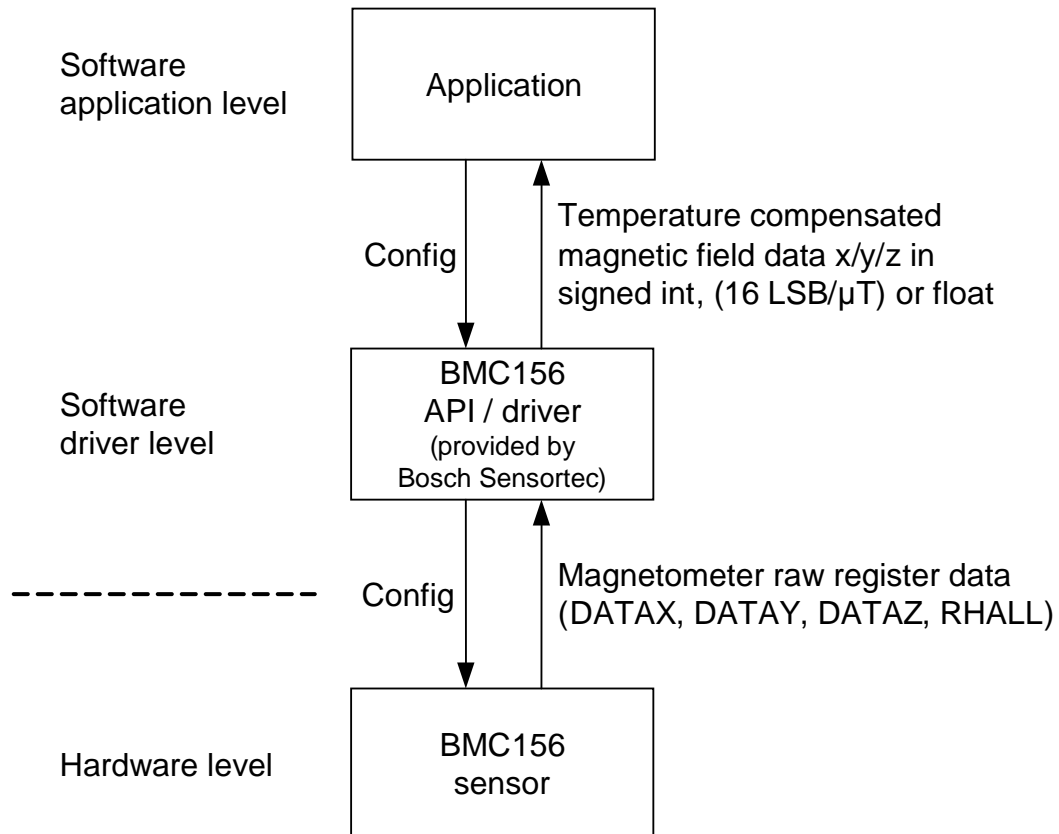 Software
application level
Application
Config
Temperature compensated
magnetic field data x/y/z in
signed int, (16 LSB/µT) or float
Software
driver level
BMC156
API / driver
(provided by
Bosch Sensortec)
Config
Magnetometer raw register data
(DATAX, DATAY, DATAZ, RHALL)
Hardware level
BMC156
sensor